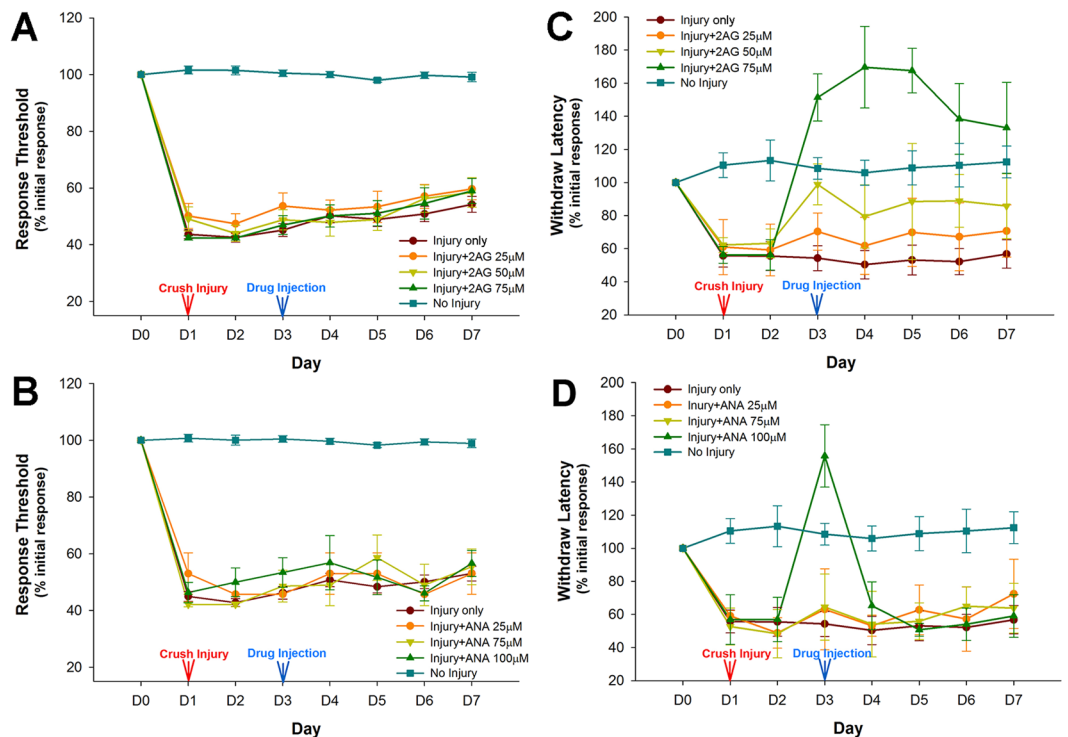 A
120
100
80
60
40
20
Response Threshold
(% initial response)
Injury only
Injury+2AG 25µM
Injury+2AG 50µM
Injury+2AG 75µM
No Injury
Crush Injury
Drug Injection
D0 D1 D2 D3 D4 D5 D6 D7
Day
C
200
180
160
140
120
100
80
60
40
20
Withdraw Latency
(% initial response)
Injury only
Injury+2AG 25µM
Injury+2AG 50µM
Injury+2AG 75µM
No Injury
Crush Injury
Drug Injection
D0 D1 D2 D3 D4 D5 D6 D7
Day
B
120
100
80
60
40
20
Response Threshold
(% initial response)
Injury only
Injury+ANA 25µM
Injury+ANA 75µM
Injury+ANA 100µM
No Injury
Crush Injury
Drug Injection
D0 D1 D2 D3 D4 D5 D6 D7
Day
D
200
180
160
140
120
100
80
60
40
20
Withdraw Latency
(% initial response)
Injury only
Inury+ANA 25µM
Injury+ANA 75µM
Injury+ANA 100µM
No Injury
Crush Injury
Drug Injection
D0 D1 D2 D3 D4 D5 D6 D7
Day